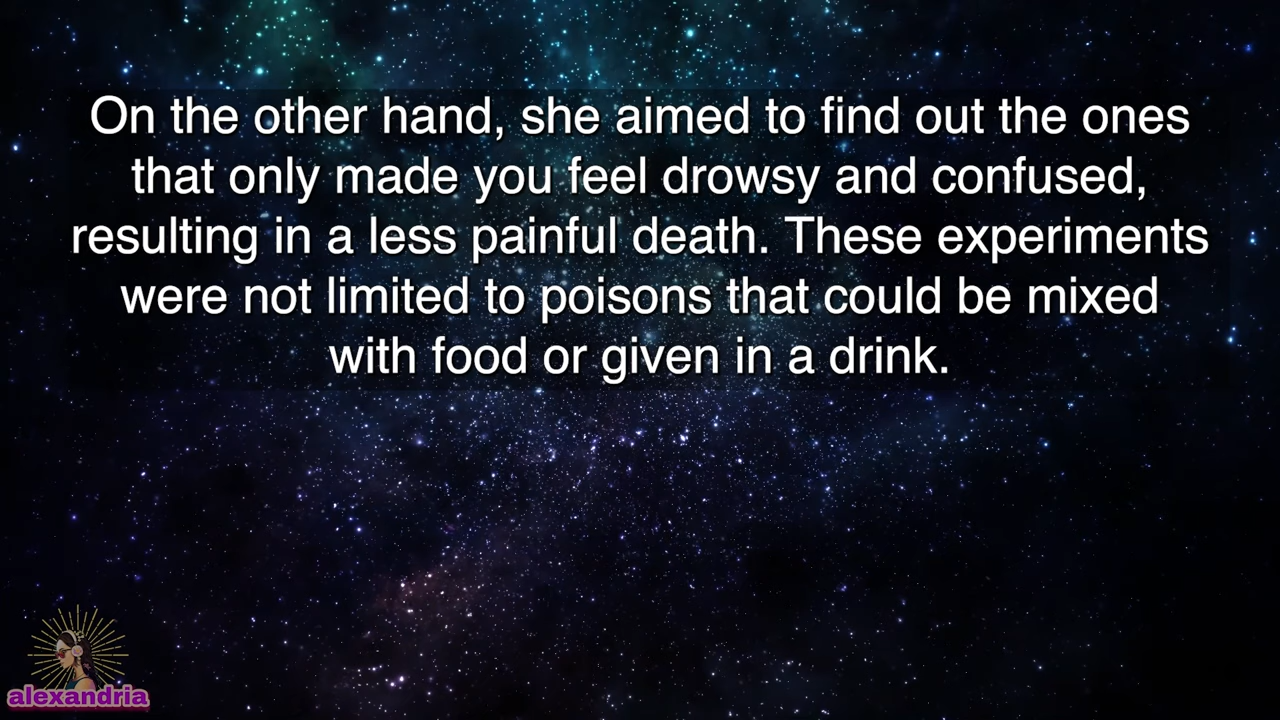 On the other hand, she aimed to find out the ones
that only made you feel drowsy and confused,
resulting in a less painful death. These experiments
were not limited to poisons that could be mixed
with food or given in a drink.
alexandria